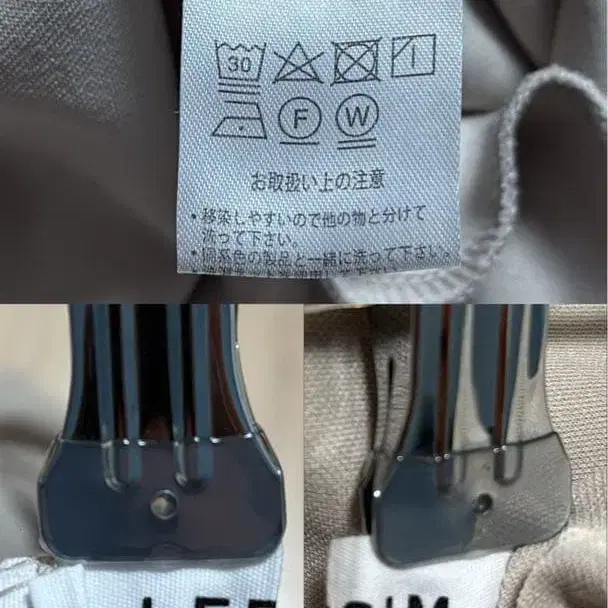 30
F W
お取扱い上の注意
・移染しやすいので他の物と分けて
洗って下さい。
・同系色の製品と一緒に洗って下さい。